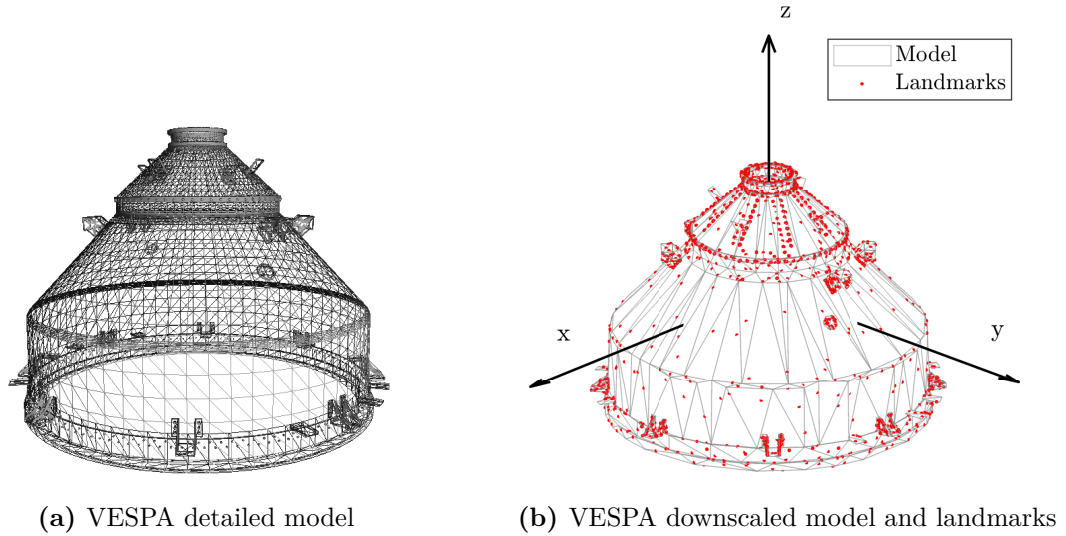 z
Model
Landmarks
x
y
(a) VESPA detailed model
(b) VESPA downscaled model and landmarks